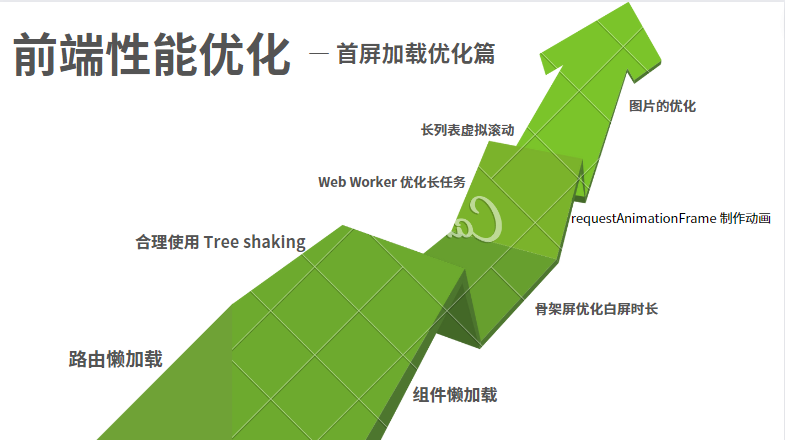 前端性能优化 — 首屏加载优化篇
图片的优化
长列表虚拟滚动
Web Worker 优化长任务
requestAnimationFrame 制作动画
合理使用 Tree shaking
骨架屏优化白屏时长
路由懒加载
组件懒加载